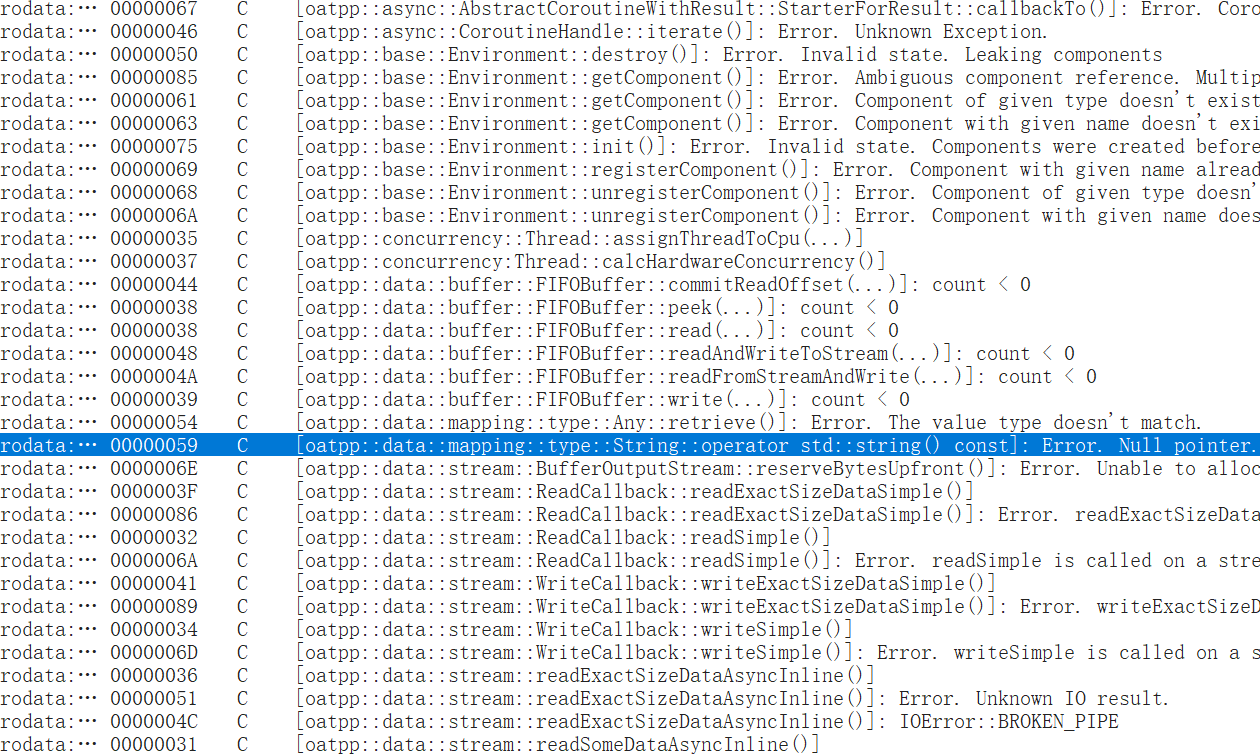 rodata:… 00000067 C [oatpp::async::AbstractCoroutineWithResult::StarterForResult::callbackTo()]: Error. Coro
rodata:… 00000046 C [oatpp::async::CoroutineHandle::iterate()]: Error. Unknown Exception.
rodata:… 00000050 C [oatpp::base::Environment::destroy()]: Error. Invalid state. Leaking components
rodata:… 00000085 C [oatpp::base::Environment::getComponent()]: Error. Ambiguous component reference. Multip
rodata:… 00000061 C [oatpp::base::Environment::getComponent()]: Error. Component of given type doesn't exist
rodata:… 00000063 C [oatpp::base::Environment::getComponent()]: Error. Component with given name doesn't exi
rodata:… 00000075 C [oatpp::base::Environment::init()]: Error. Invalid state. Components were created before
rodata:… 00000069 C [oatpp::base::Environment::registerComponent()]: Error. Component with given name alread
rodata:… 00000068 C [oatpp::base::Environment::unregisterComponent()]: Error. Component of given type doesn'
rodata:… 0000006A C [oatpp::base::Environment::unregisterComponent()]: Error. Component with given name does
rodata:… 00000035 C [oatpp::concurrency::Thread::assignThreadToCpu(...)]
rodata:… 00000037 C [oatpp::concurrency:Thread::calcHardwareConcurrency()]
rodata:… 00000044 C [oatpp::data::buffer::FIFOBuffer::commitReadOffset(...)]: count < 0
rodata:… 00000038 C [oatpp::data::buffer::FIFOBuffer::peek(...)]: count < 0
rodata:… 00000038 C [oatpp::data::buffer::FIFOBuffer::read(...)]: count < 0
rodata:… 00000048 C [oatpp::data::buffer::FIFOBuffer::readAndWriteToStream(...)]: count < 0
rodata:… 0000004A C [oatpp::data::buffer::FIFOBuffer::readFromStreamAndWrite(...)]: count < 0
rodata:… 00000039 C [oatpp::data::buffer::FIFOBuffer::write(...)]: count < 0
rodata:… 00000054 C [oatpp::data::mapping::type::Any::retrieve()]: Error. The value type doesn't match.
rodata:… 00000059 C [oatpp::data::mapping::type::String::operator std::string() const]: Error. Null pointer.
rodata:… 0000006E C [oatpp::data::stream::BufferOutputStream::reserveBytesUpfront()]: Error. Unable to alloc
rodata:… 0000003F C [oatpp::data::stream::ReadCallback::readExactSizeDataSimple()]
rodata:… 00000086 C [oatpp::data::stream::ReadCallback::readExactSizeDataSimple()]: Error. readExactSizeData
rodata:… 00000032 C [oatpp::data::stream::ReadCallback::readSimple()]
rodata:… 0000006A C [oatpp::data::stream::ReadCallback::readSimple()]: Error. readSimple is called on a stre
rodata:… 00000041 C [oatpp::data::stream::WriteCallback::writeExactSizeDataSimple()]
rodata:… 00000089 C [oatpp::data::stream::WriteCallback::writeExactSizeDataSimple()]: Error. writeExactSizeD
rodata:… 00000034 C [oatpp::data::stream::WriteCallback::writeSimple()]
rodata:… 0000006D C [oatpp::data::stream::WriteCallback::writeSimple()]: Error. writeSimple is called on a s
rodata:… 00000036 C [oatpp::data::stream::readExactSizeDataAsyncInline()]
rodata:… 00000051 C [oatpp::data::stream::readExactSizeDataAsyncInline()]: Error. Unknown IO result.
rodata:… 0000004C C [oatpp::data::stream::readExactSizeDataAsyncInline()]: IOError::BROKEN_PIPE
rodata:… 00000031 C [oatpp::data::stream::readSomeDataAsyncInline()]